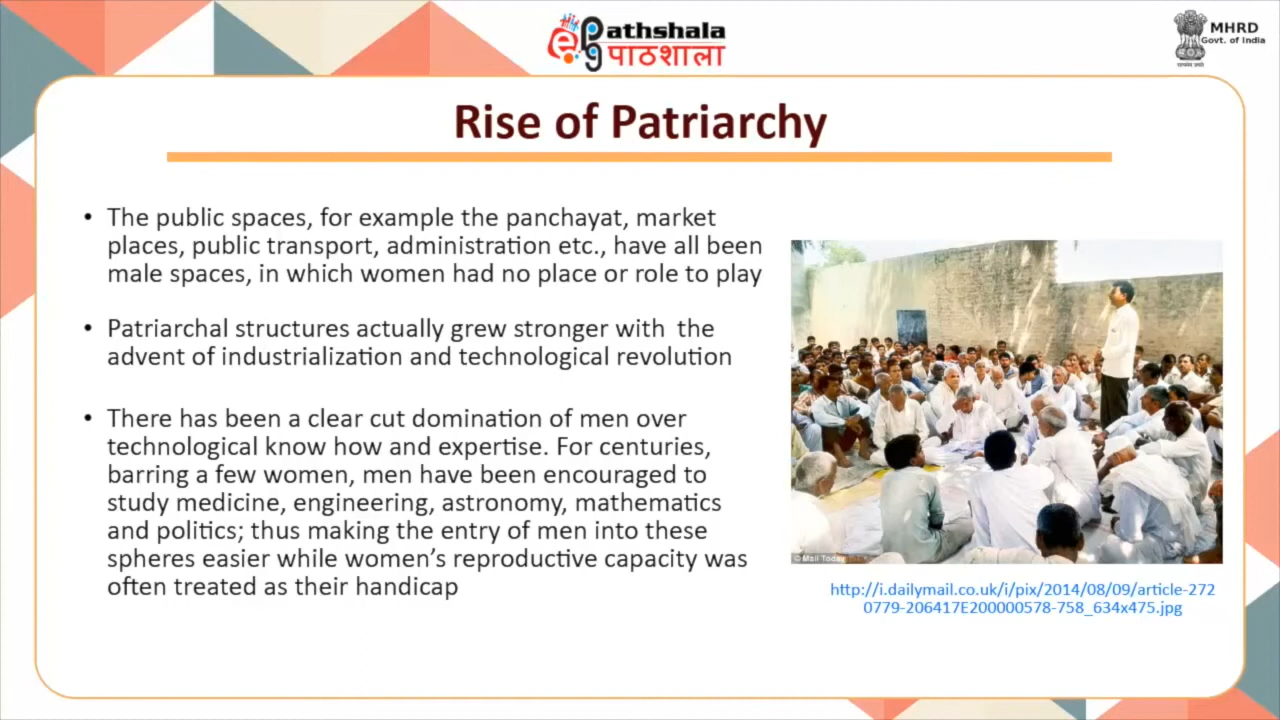 ePG Pathshala
पाठशाला
MHRD
Govt. of India
सत्यमेव जयते
Rise of Patriarchy
• The public spaces, for example the panchayat, market
places, public transport, administration etc., have all been
male spaces, in which women had no place or role to play
• Patriarchal structures actually grew stronger with the
advent of industrialization and technological revolution
• There has been a clear cut domination of men over
technological know how and expertise. For centuries,
barring a few women, men have been encouraged to
study medicine, engineering, astronomy, mathematics
and politics; thus making the entry of men into these
spheres easier while women’s reproductive capacity was
often treated as their handicap
© Mail Today
http://i.dailymail.co.uk/i/pix/2014/08/09/article-272
0779-206417E200000578-758_634x475.jpg